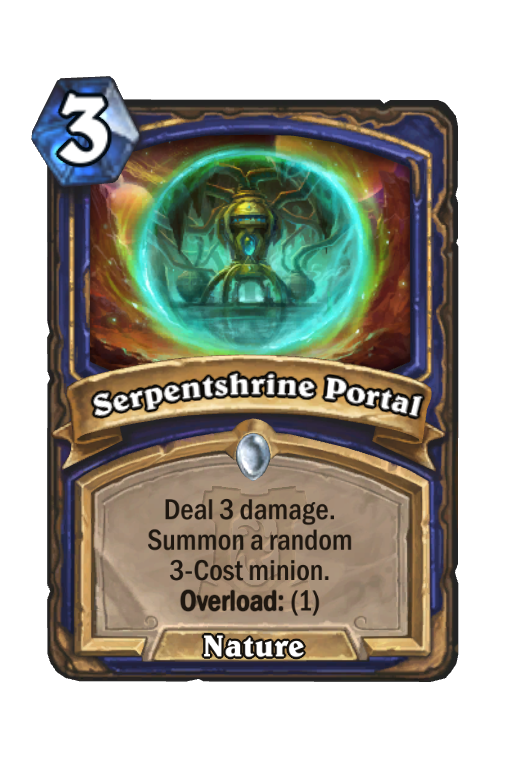 3
Serpentshrine Portal
Deal 3 damage.
Summon a random
3-Cost minion.
Overload: (1)
Nature